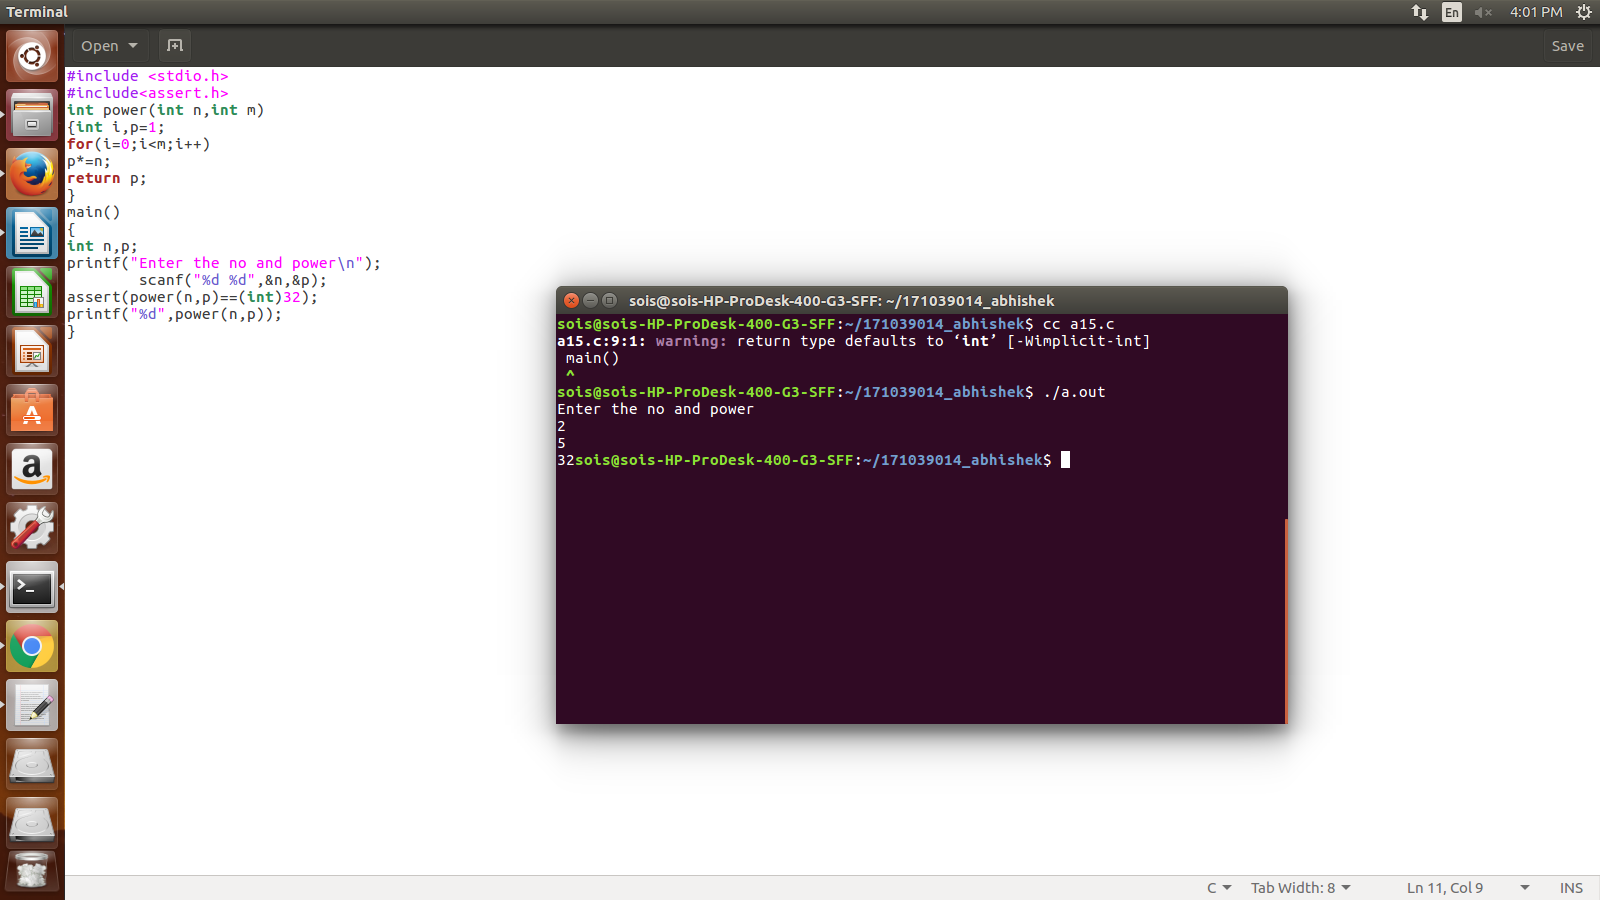 Terminal
En
4:01 PM
Open
Save
#include <stdio.h>
#include<assert.h>
int power(int n,int m)
{int i,p=1;
for(i=0;i<m;i++)
p*=n;
return p;
}
main()
{
int n,p;
printf("Enter the no and power\n");
        scanf("%d %d",&n,&p);
assert(power(n,p)==(int)32);
printf("%d",power(n,p));
}
sois@sois-HP-ProDesk-400-G3-SFF: ~/171039014_abhishek
sois@sois-HP-ProDesk-400-G3-SFF:~/171039014_abhishek$ cc a15.c
a15.c:9:1: warning: return type defaults to ‘int’ [-Wimplicit-int]
 main()
 ^
sois@sois-HP-ProDesk-400-G3-SFF:~/171039014_abhishek$ ./a.out
Enter the no and power
2
5
32sois@sois-HP-ProDesk-400-G3-SFF:~/171039014_abhishek$
C
Tab Width: 8
Ln 11, Col 9
INS